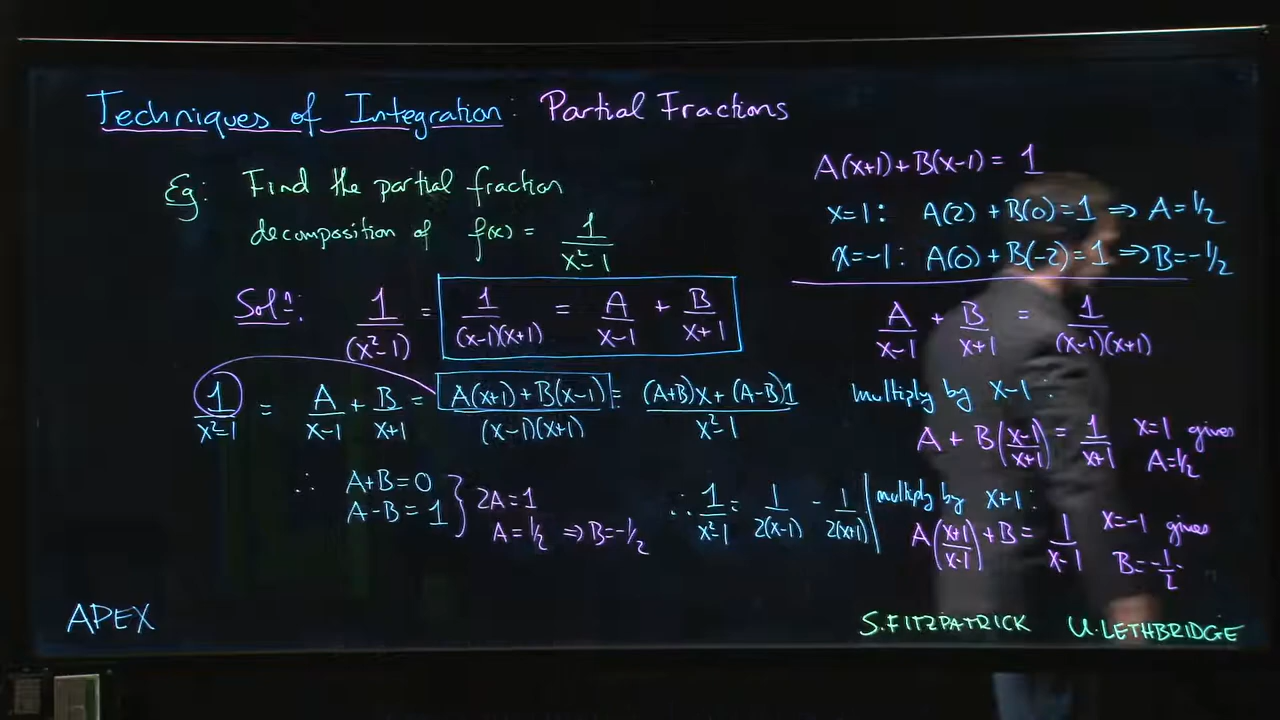 Techniques of Integration: Partial Fractions
Eg: Find the partial fraction
decomposition of f(x) = 1/(x²-1)
Solⁿ: 1/(x²-1) = 1/((x-1)(x+1)) = A/(x-1) + B/(x+1)
1/(x²-1) = A/(x-1) + B/(x+1) = (A(x+1)+B(x-1))/((x-1)(x+1)) = ((A+B)x+(A-B)1)/(x²-1)
∴ A+B=0
A-B=1
} 2A=1
A=1/2 ⇒ B=-1/2
∴ 1/(x²-1) = 1/(2(x-1)) - 1/(2(x+1))
A(x+1)+B(x-1)= 1
x=1: A(2)+B(0)=1 ⇒ A=1/2
x=-1: A(0)+B(-2)=1 ⇒ B=-1/2
A/(x-1) + B/(x+1) = 1/((x-1)(x+1))
multiply by x-1:
A + B((x-1)/(x+1)) = 1/(x+1) x=1 gives
A=1/2
multiply by x+1:
A((x+1)/(x-1)) + B = 1/(x-1) x=-1 gives
B=-1/2
APEX
S.FITZPATRICK U.LETHBRIDGE